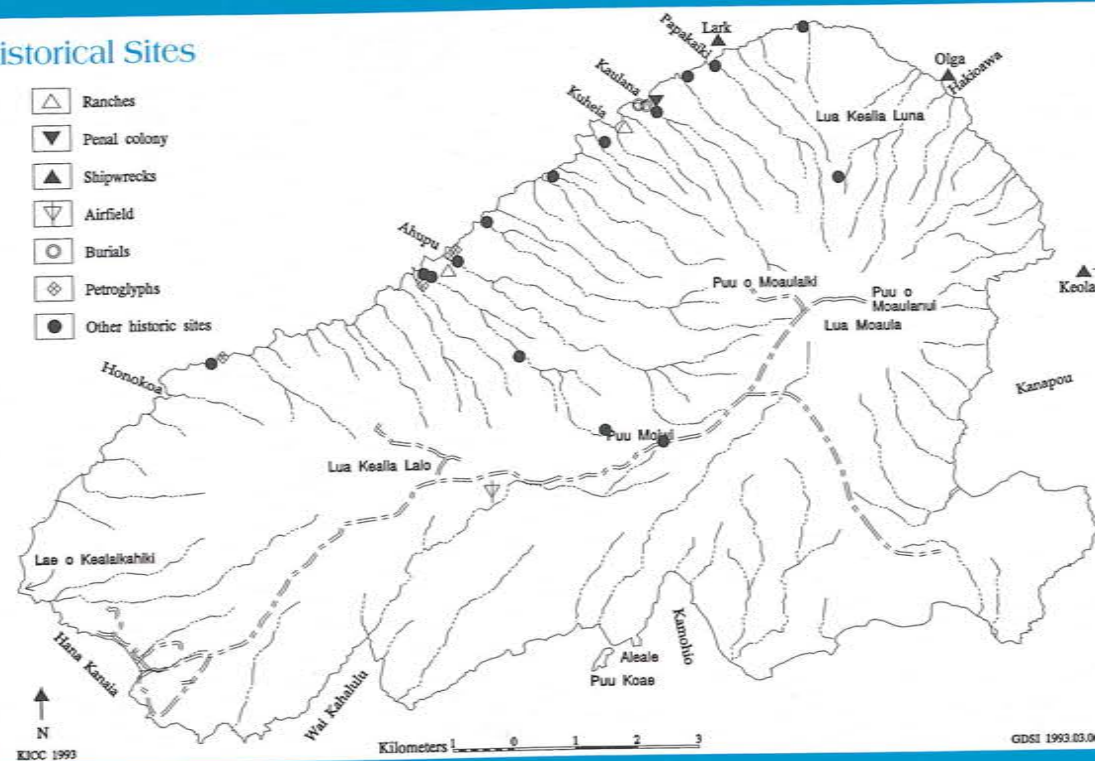 istorical Sites
Ranches
Penal colony
Shipwrecks
Airfield
Burials
Petroglyphs
Other historic sites
Lark
Papakaiki
Kaulana
Kuheia
Olga
Hakioawa
Lua Kealia Luna
Ahupu
Puu o Moaulaiki
Puu o
Moaulanui
Lua Moaula
Keola
Kanapou
Honokoa
Puu Moiwi
Lua Kealia Lalo
Lae o Kealaikahiki
Hana Kanaia
Wai Kahalulu
Kamohio
Aleale
Puu Koae
N
KICC 1993
Kilometers 1 0 1 2 3
GDSI 1993.03.0